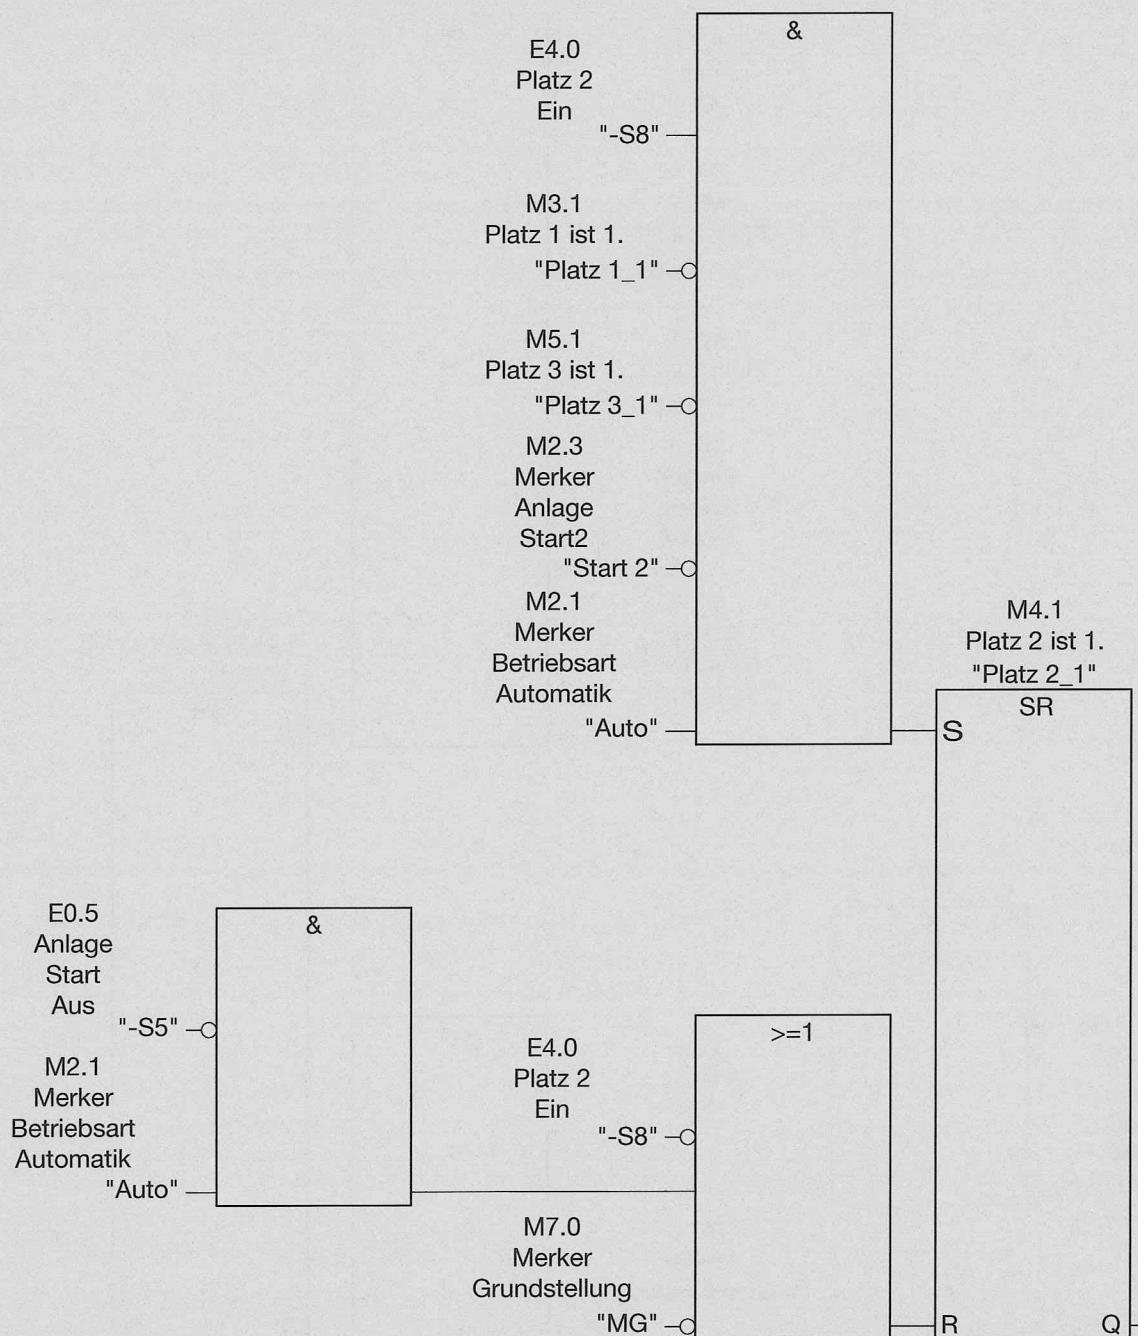 &
E4.0
Platz 2
Ein
"-S8"
M3.1
Platz 1 ist 1.
"Platz 1_1"
M5.1
Platz 3 ist 1.
"Platz 3_1"
M2.3
Merker
Anlage
Start2
"Start 2"
M2.1
Merker
Betriebsart
Automatik
"Auto"
M4.1
Platz 2 ist 1.
"Platz 2_1"
SR
S
E0.5
Anlage
Start
Aus
"-S5"
M2.1
Merker
Betriebsart
Automatik
"Auto"
&
>=1
E4.0
Platz 2
Ein
"-S8"
M7.0
Merker
Grundstellung
"MG"
R
Q